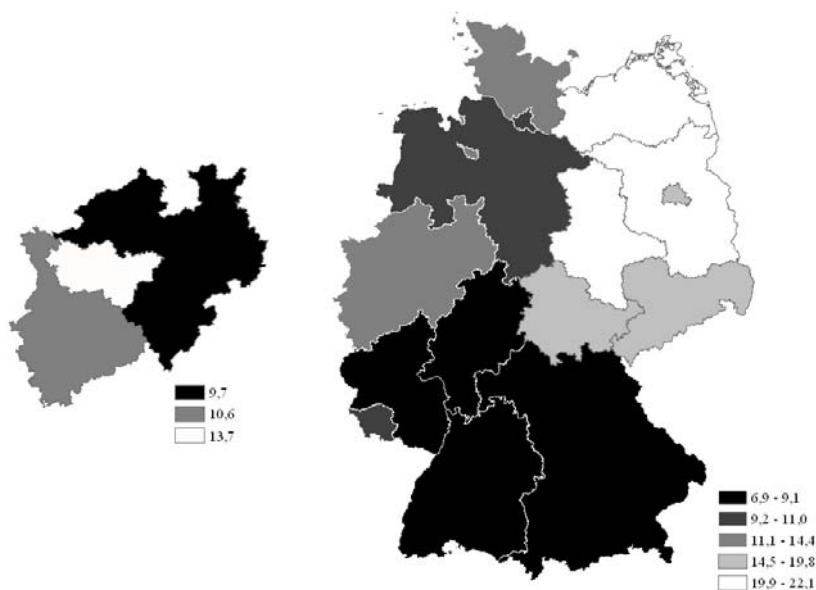 9,7
10,6
13,7
6,9 - 9,1
9,2 - 11,0
11,1 - 14,4
14,5 - 19,8
19,9 - 22,1